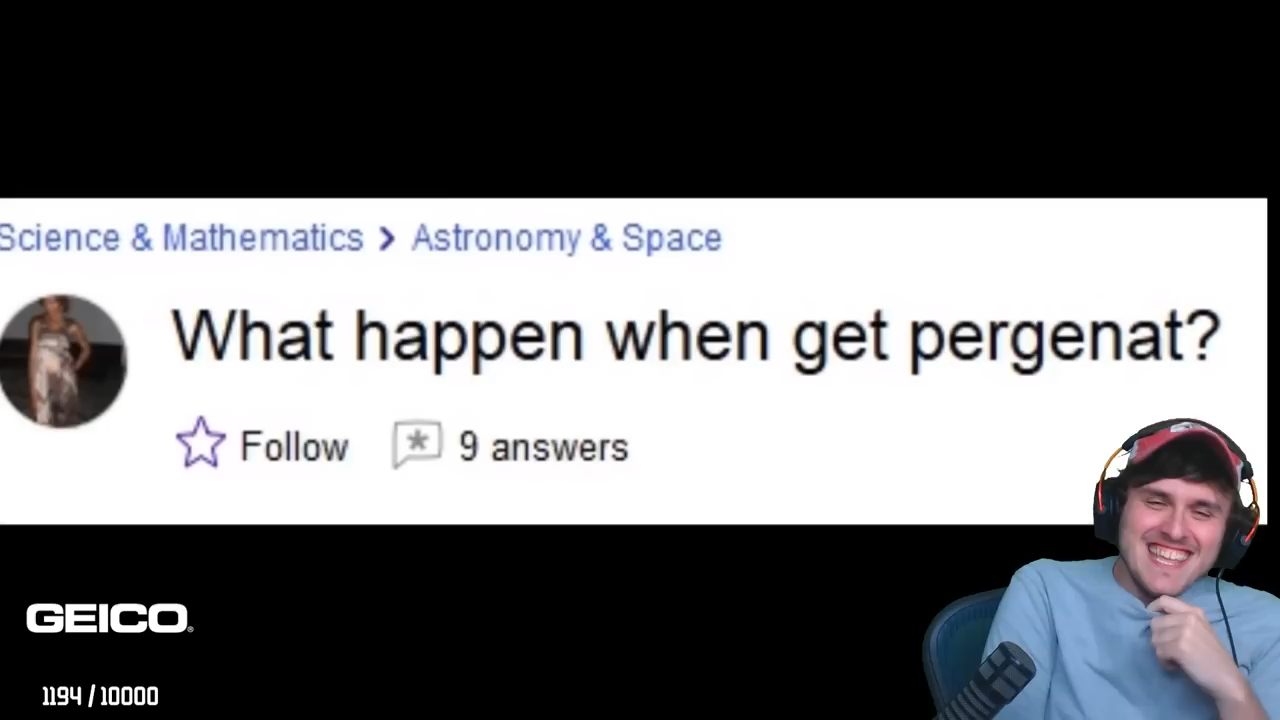 Science & Mathematics > Astronomy & Space
What happen when get pergenat?
Follow 9 answers
GEICO
1194 / 10000